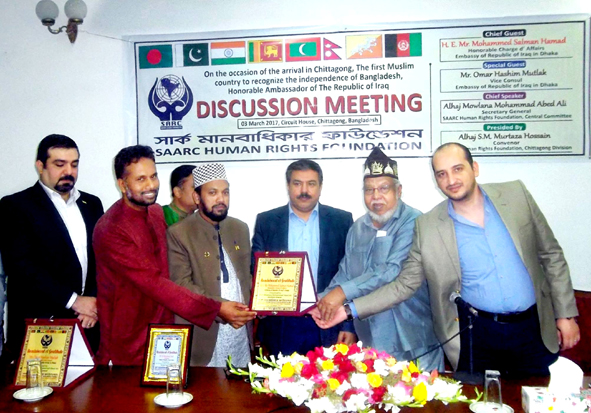 On the occasion of the arrival in Chittagong, The first Muslim
country to recognize the independence of Bangladesh,
Honorable Ambassador of The Republic of Iraq
SAARC
DISCUSSION MEETING
03 March 2017, Circuit House, Chittagong, Bangladesh
সার্ক মানবাধিকার ফাউন্ডেশন
SAARC HUMAN RIGHTS FOUNDATION
Chief Guest
H. E. Mr. Mohammed Salman Hamad
Honorable Charge d' Affairs
Embassy of Republic of Iraq in Dhaka
Special Guest
Mr. Omar Hashim Mutlak
Vice Consul
Embassy of Republic of Iraq in Dhaka
Chief Speaker
Alhaj Mowlana Mohammad Abed Ali
Secretary General
SAARC Human Rights Foundation, Central Committee
Presided By
Alhaj S.M. Murtaza Hossain
Convenor
Human Rights Foundation, Chittagong Division